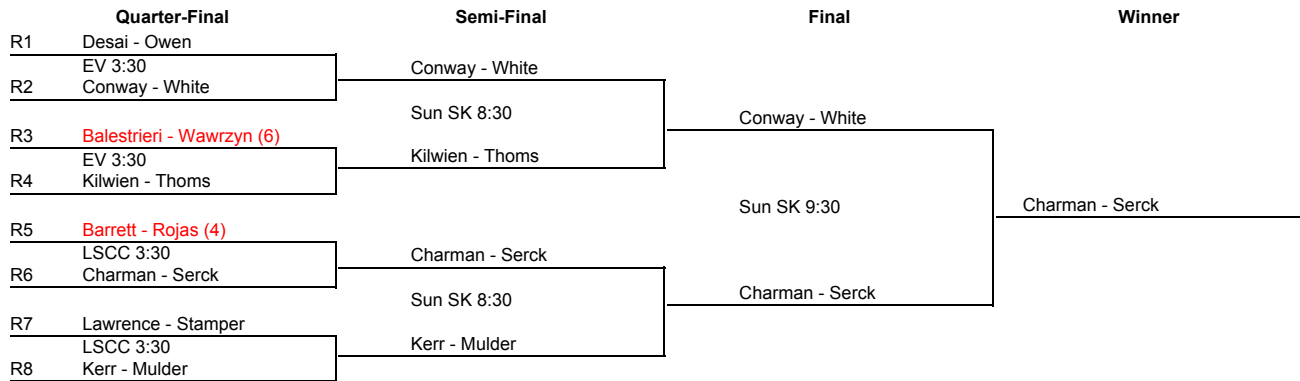 Quarter-Final Semi-Final Final Winner
R1 Desai - Owen
EV 3:30
R2 Conway - White
Conway - White
Sun SK 8:30
R3 Balestrieri - Wawrzyn (6)
EV 3:30
R4 Kilwien - Thoms
Kilwien - Thoms
Conway - White
Sun SK 9:30
Charman - Serck
R5 Barrett - Rojas (4)
LSCC 3:30
R6 Charman - Serck
Charman - Serck
Sun SK 8:30
Charman - Serck
R7 Lawrence - Stamper
LSCC 3:30
R8 Kerr - Mulder
Kerr - Mulder